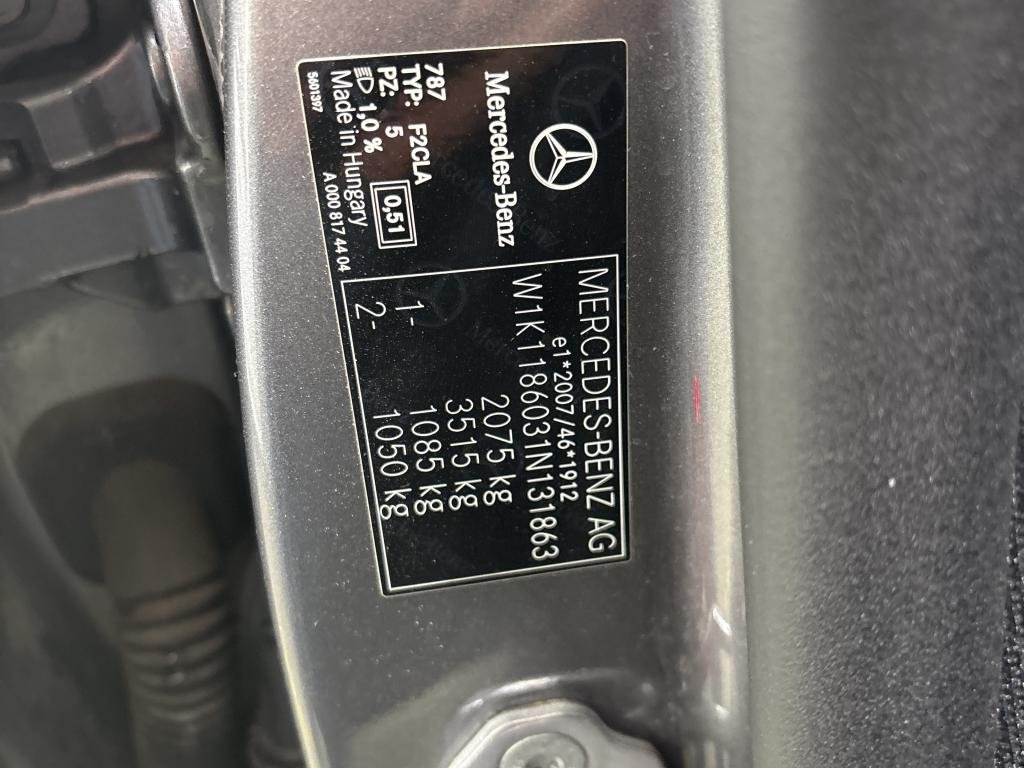 Mercedes-Benz
787
TYP: F2CLA
PZ: 5
1,0 %
0,51
Made in Hungary
A 000 817 44 04
5601397
MERCEDES-BENZ AG
e1*2007/46*1912
W1K1186031N131863
2075 kg
3515 kg
1- 1085 kg
2- 1050 kg